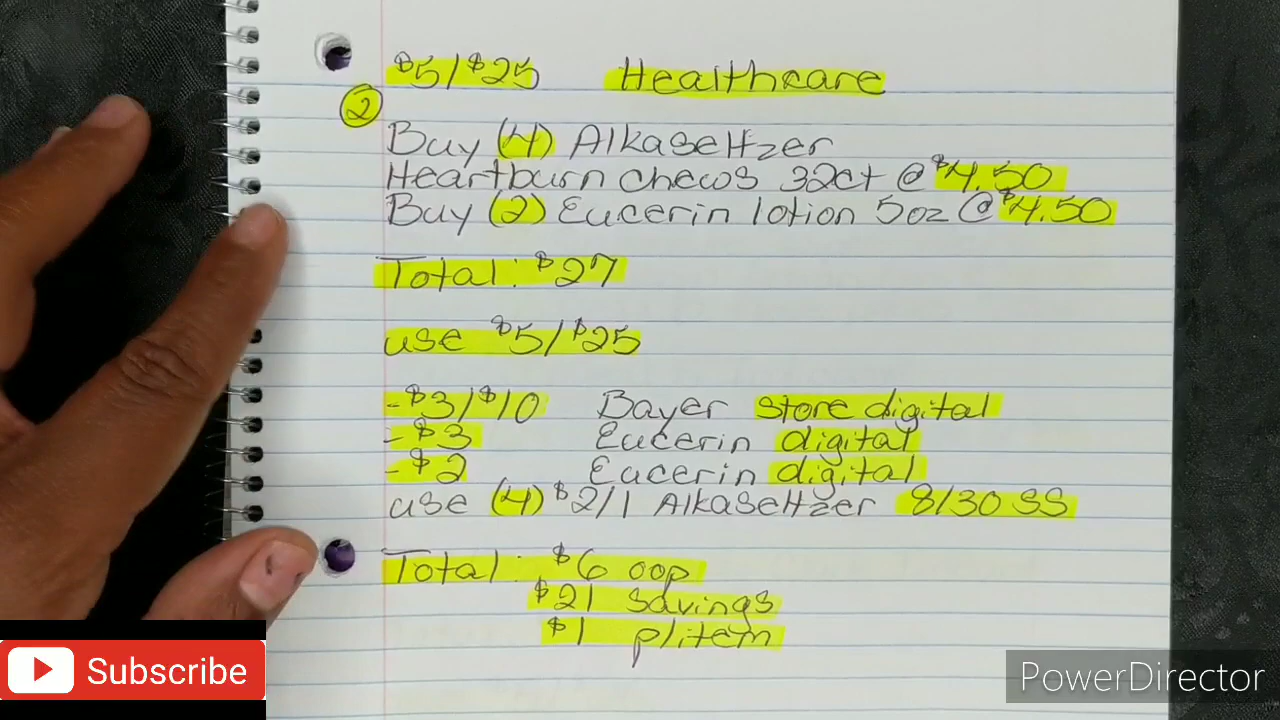 $5/$25 Healthcare
2
Buy (4) Alkaseltzer
Heartburn chews 32ct @ $4.50
Buy (2) Eucerin lotion 5oz @ $4.50
Total: $27
use $5/$25
-$3/$10 Bayer store digital
-$3 Eucerin digital
-$2 Eucerin digital
use (4) $2/1 Alkaseltzer 8/30 SS
Total: $6 oop
$21 savings
$1 p/item
Subscribe
PowerDirector